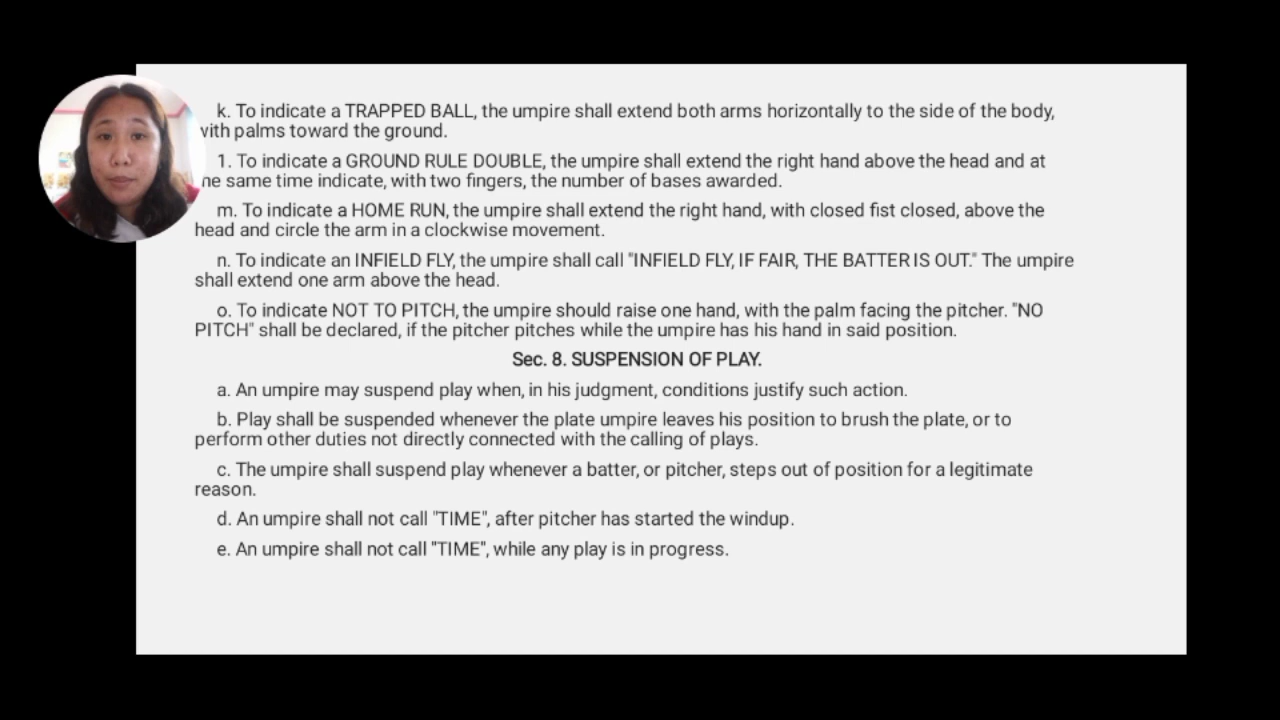 k. To indicate a TRAPPED BALL, the umpire shall extend both arms horizontally to the side of the body,
with palms toward the ground.
1. To indicate a GROUND RULE DOUBLE, the umpire shall extend the right hand above the head and at
the same time indicate, with two fingers, the number of bases awarded.
m. To indicate a HOME RUN, the umpire shall extend the right hand, with closed fist closed, above the
head and circle the arm in a clockwise movement.
n. To indicate an INFIELD FLY, the umpire shall call "INFIELD FLY, IF FAIR, THE BATTER IS OUT." The umpire
shall extend one arm above the head.
o. To indicate NOT TO PITCH, the umpire should raise one hand, with the palm facing the pitcher. "NO
PITCH" shall be declared, if the pitcher pitches while the umpire has his hand in said position.
Sec. 8. SUSPENSION OF PLAY.
a. An umpire may suspend play when, in his judgment, conditions justify such action.
b. Play shall be suspended whenever the plate umpire leaves his position to brush the plate, or to
perform other duties not directly connected with the calling of plays.
c. The umpire shall suspend play whenever a batter, or pitcher, steps out of position for a legitimate
reason.
d. An umpire shall not call "TIME", after pitcher has started the windup.
e. An umpire shall not call "TIME", while any play is in progress.